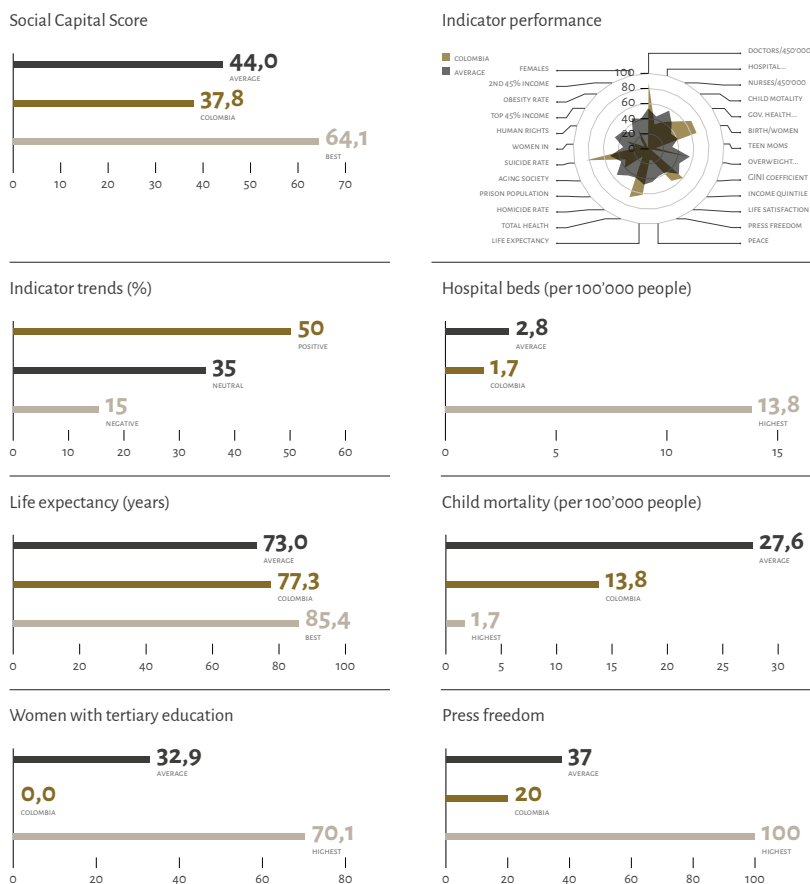 Social Capital Score
44,0
AVERAGE
37,8
COLOMBIA
64,1
BEST
0 10 20 30 40 50 60 70
Indicator performance
COLOMBIA
AVERAGE
100
80
60
40
20
0
FEMALES
2ND 45% INCOME
OBESITY RATE
TOP 45% INCOME
HUMAN RIGHTS
WOMEN IN
SUICIDE RATE
AGING SOCIETY
PRISON POPULATION
HOMICIDE RATE
TOTAL HEALTH
LIFE EXPECTANCY
DOCTORS/450'000
HOSPITAL...
NURSES/450'000
CHILD MOTALITY
GOV. HEALTH...
BIRTH/WOMEN
TEEN MOMS
OVERWEIGHT...
GINI COEFFICIENT
INCOME QUINTILE
LIFE SATISFACTION
PRESS FREEDOM
PEACE
Indicator trends (%)
50
POSITIVE
35
NEUTRAL
15
NEGATIVE
0 10 20 30 40 50 60
Hospital beds (per 100'000 people)
2,8
AVERAGE
1,7
COLOMBIA
13,8
HIGHEST
0 5 10 15
Life expectancy (years)
73,0
AVERAGE
77,3
COLOMBIA
85,4
BEST
0 20 40 60 80 100
Child mortality (per 100'000 people)
27,6
AVERAGE
13,8
COLOMBIA
1,7
HIGHEST
0 5 10 15 20 25 30
Women with tertiary education
32,9
AVERAGE
0,0
COLOMBIA
70,1
HIGHEST
0 20 40 60 80
Press freedom
37
AVERAGE
20
COLOMBIA
100
HIGHEST
0 20 40 60 80 100